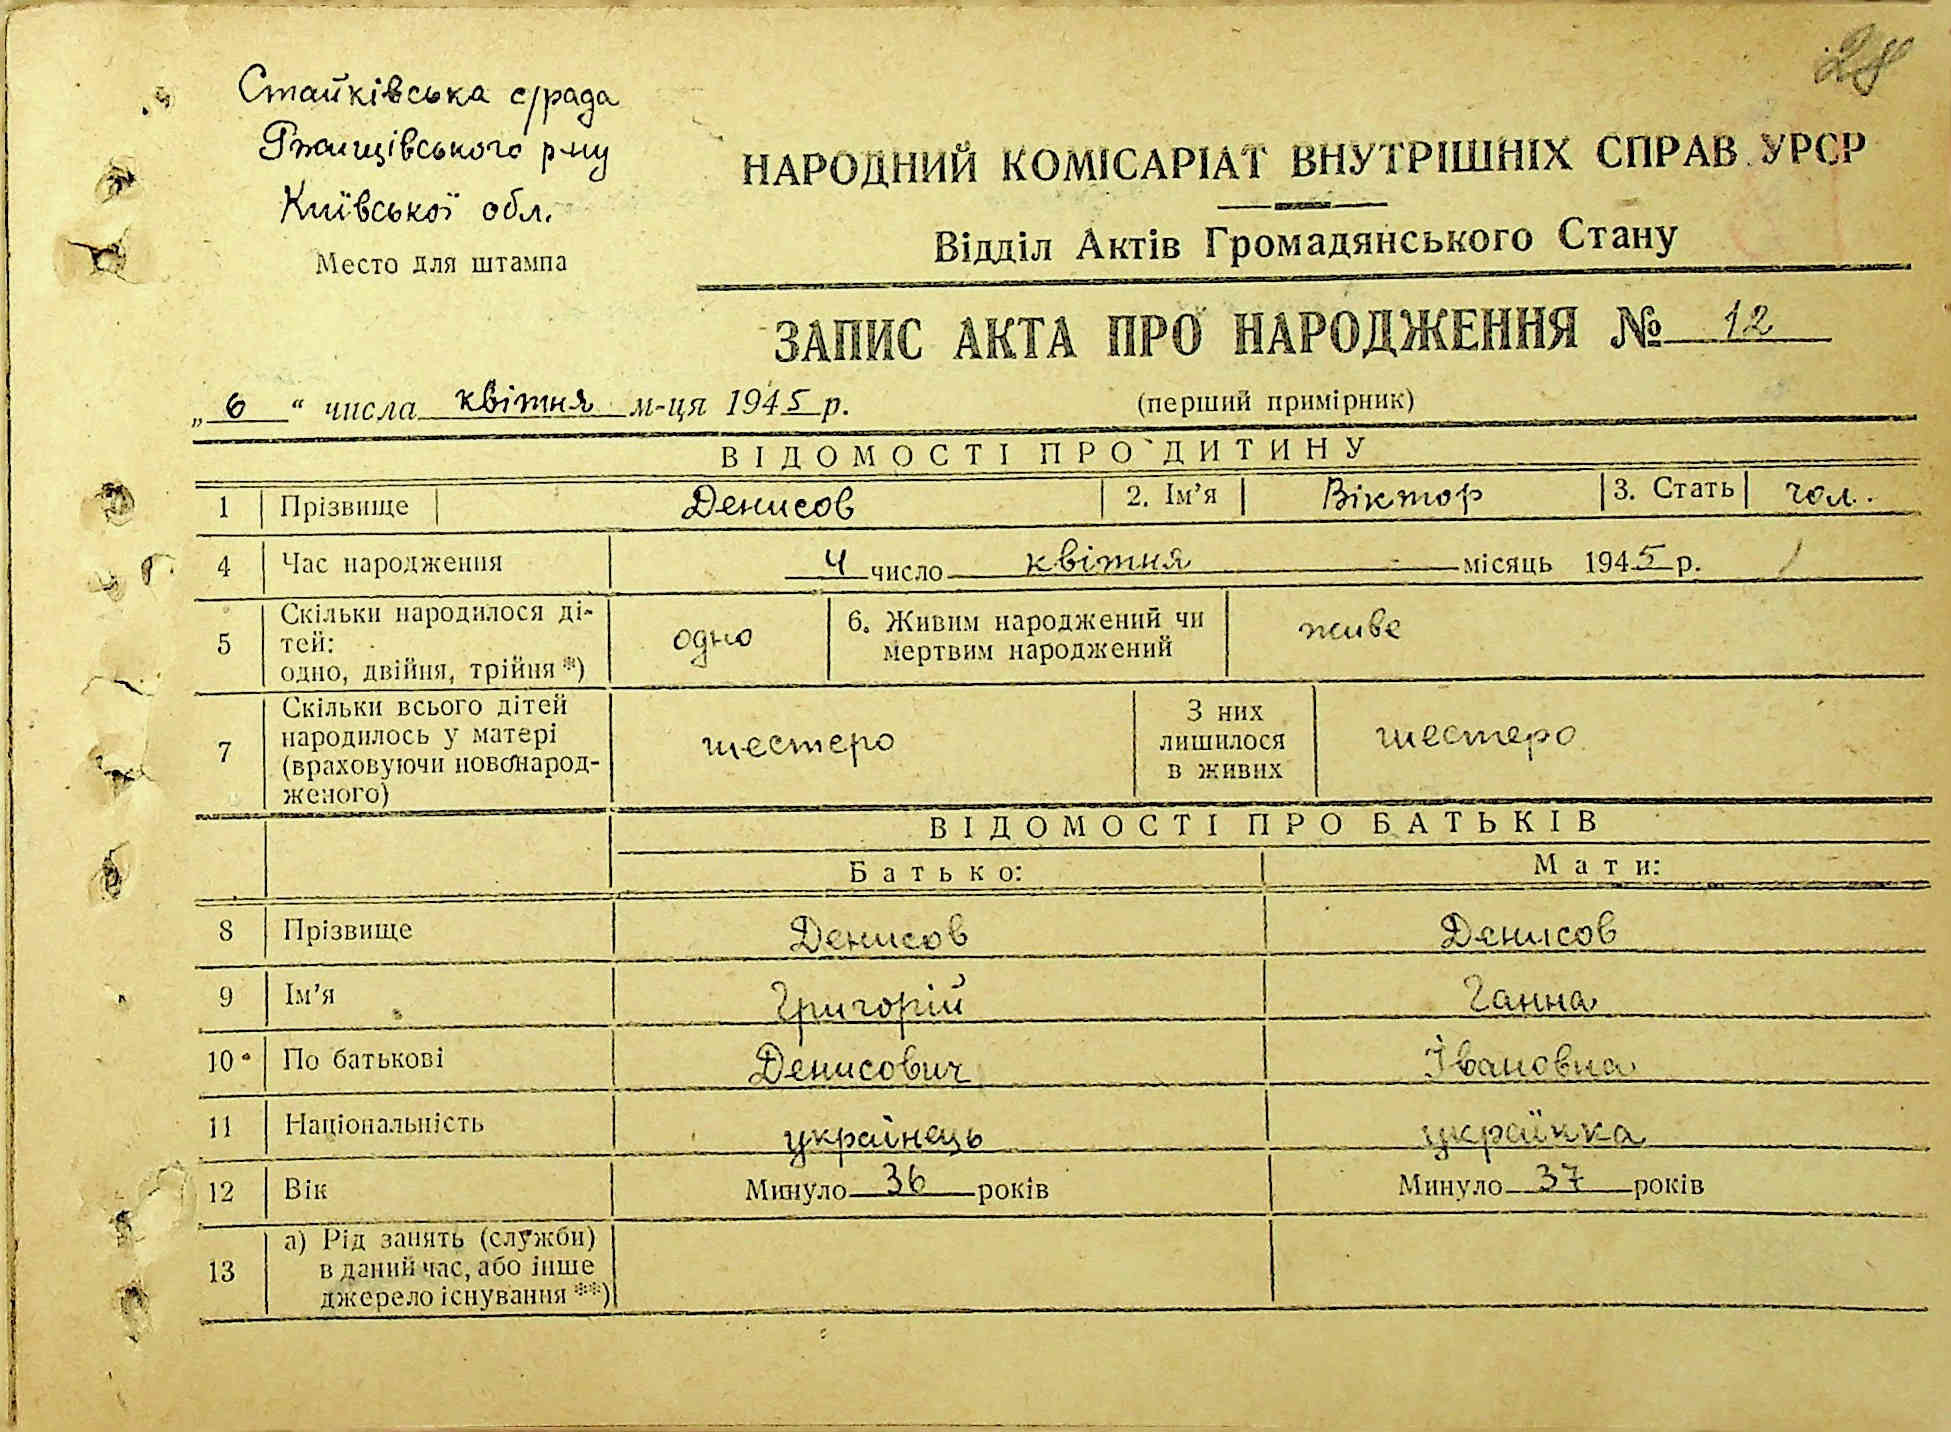 28
Стайківська с/рада
Ржищівського р-ну
Київської обл.
Место для штампа
НАРОДНИЙ КОМІСАРІАТ ВНУТРІШНІХ СПРАВ УРСР
Відділ Актів Громадянського Стану
ЗАПИС АКТА ПРО НАРОДЖЕННЯ № 12
„6“ числа квітня м-ця 1945 р. (перший примірник)
ВІДОМОСТІ ПРО ДИТИНУ
1 Прізвище Денисов 2. Ім'я Віктор 3. Стать чол.
4 Час народження 4 число квітня місяць 1945 р.
5 Скільки народилося ді-
тей:
одно, двійня, трійня *) одно 6. Живим народжений чи
мертвим народжений живе
7 Скільки всього дітей
народилось у матері
(враховуючи новонарод-
женого) шестеро З них
лишилося
в живих шестеро
ВІДОМОСТІ ПРО БАТЬКІВ
Батько: Мати:
8 Прізвище Денисов Денисов
9 Ім'я Григорій Ганна
10 По батькові Денисович Івановна
11 Національність українець українка
12 Вік Минуло 36 років Минуло 37 років
13 а) Рід занять (служби)
в даний час, або інше
джерело існування **)